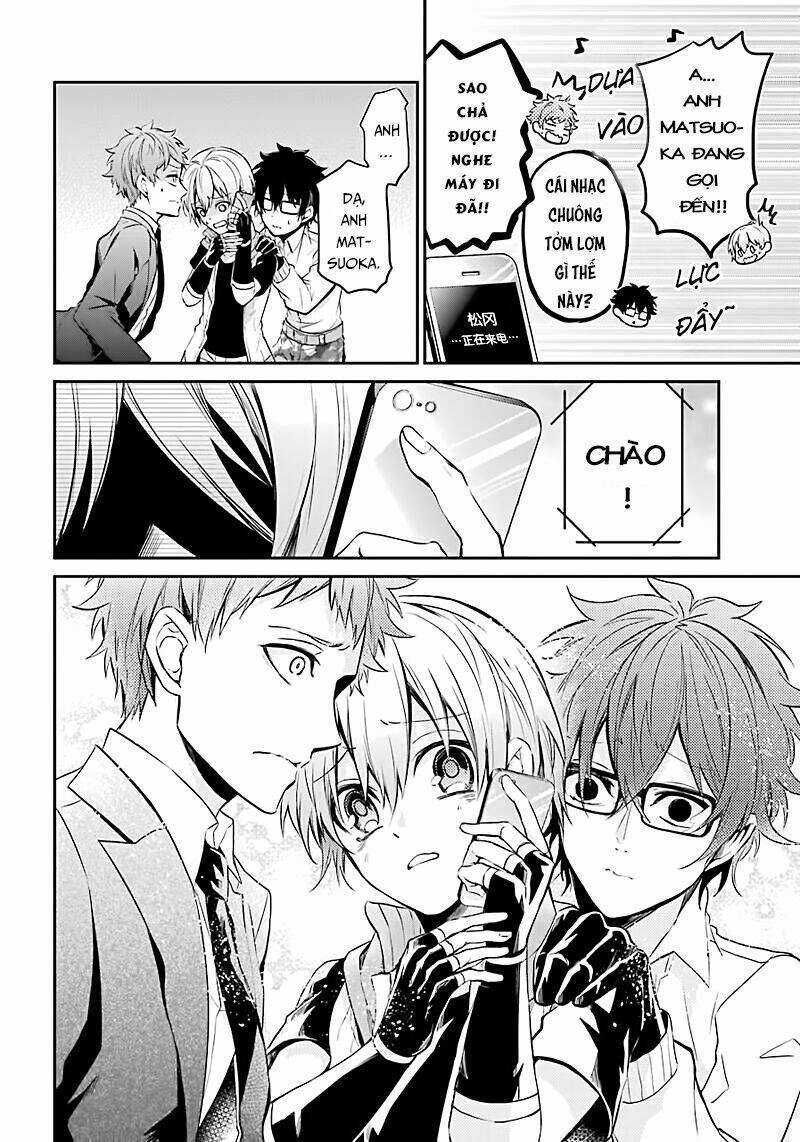 A...
ANH
MATSUO-
KA ĐANG
GỌI
ĐẾN!!
DỰA
VÀO
LỰC
ĐẨY~
SAO
CHẢ
ĐƯỢC!
NGHE
MÁY ĐI
ĐÃ!!
CÁI NHẠC
CHUÔNG
TỞM LỢM
GÌ THẾ
NÀY?
松冈
...正在来电...
ANH
...
DẠ,
ANH
MAT-
SUOKA.
CHÀO
!